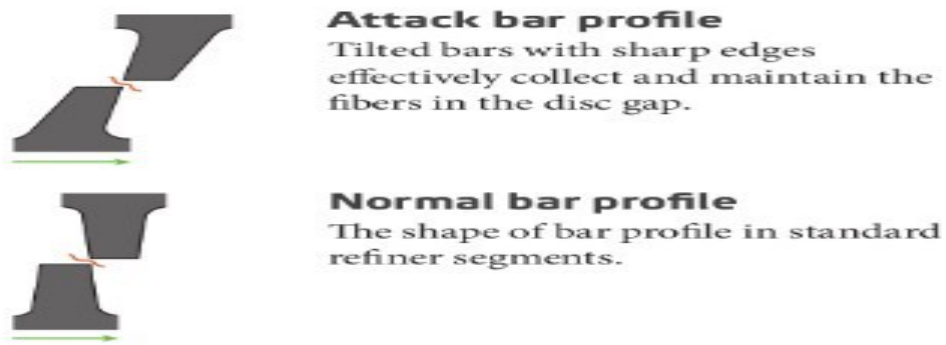 Attack bar profile
Tilted bars with sharp edges
effectively collect and maintain the
fibers in the disc gap.
Normal bar profile
The shape of bar profile in standard
refiner segments.